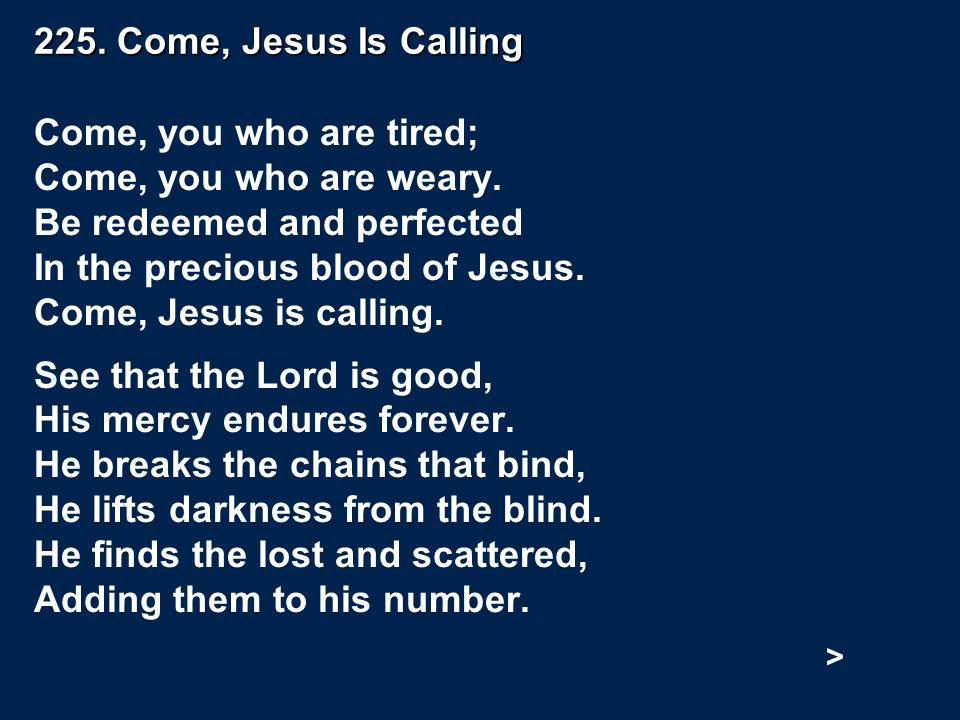 225. Come, Jesus Is Calling
Come, you who are tired;
Come, you who are weary.
Be redeemed and perfected
In the precious blood of Jesus.
Come, Jesus is calling.
See that the Lord is good,
His mercy endures forever.
He breaks the chains that bind,
He lifts darkness from the blind.
He finds the lost and scattered,
Adding them to his number.
>